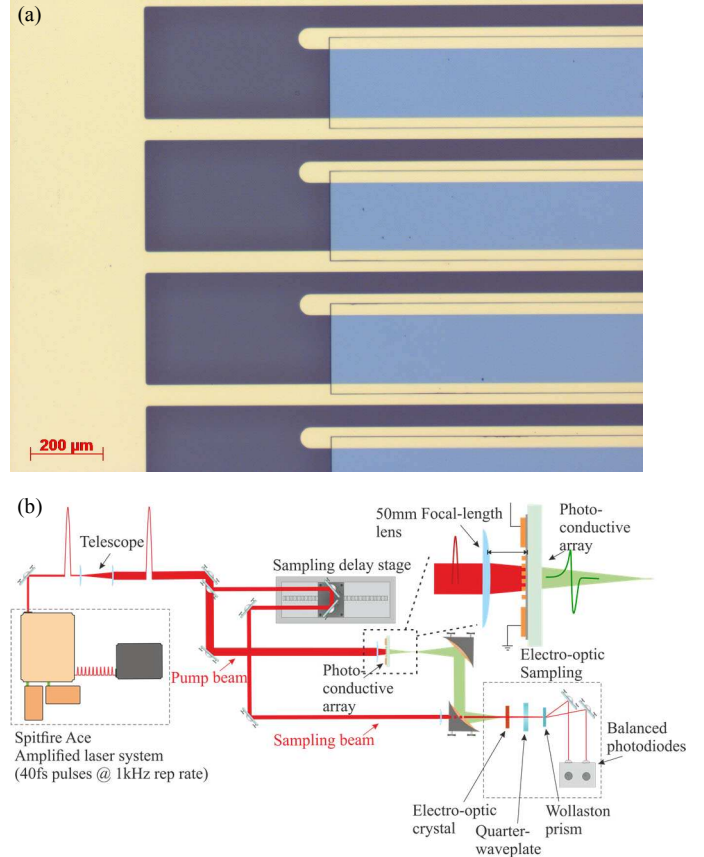 (a)
200 µm
(b)
50mm Focal-length
lens
Photo-
conductive
array
Telescope
Sampling delay stage
Pump beam
Photo-
conductive
array
Electro-optic
Sampling
Spitfire Ace
Amplified laser system
(40fs pulses @ 1kHz rep rate)
Sampling beam
Balanced
photodiodes
Electro-optic
crystal
Quarter-
waveplate
Wollaston
prism